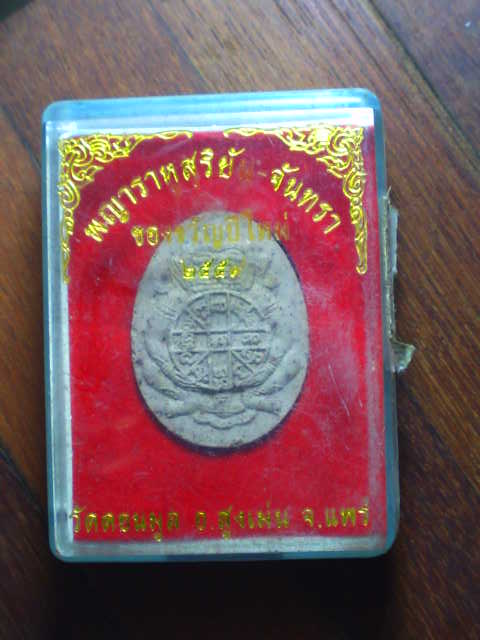 พญาราหูสุริยัน-จันทรา
ของขวัญปีใหม่
วัดดอนมูล อ.สูงเม่น จ.แพร่